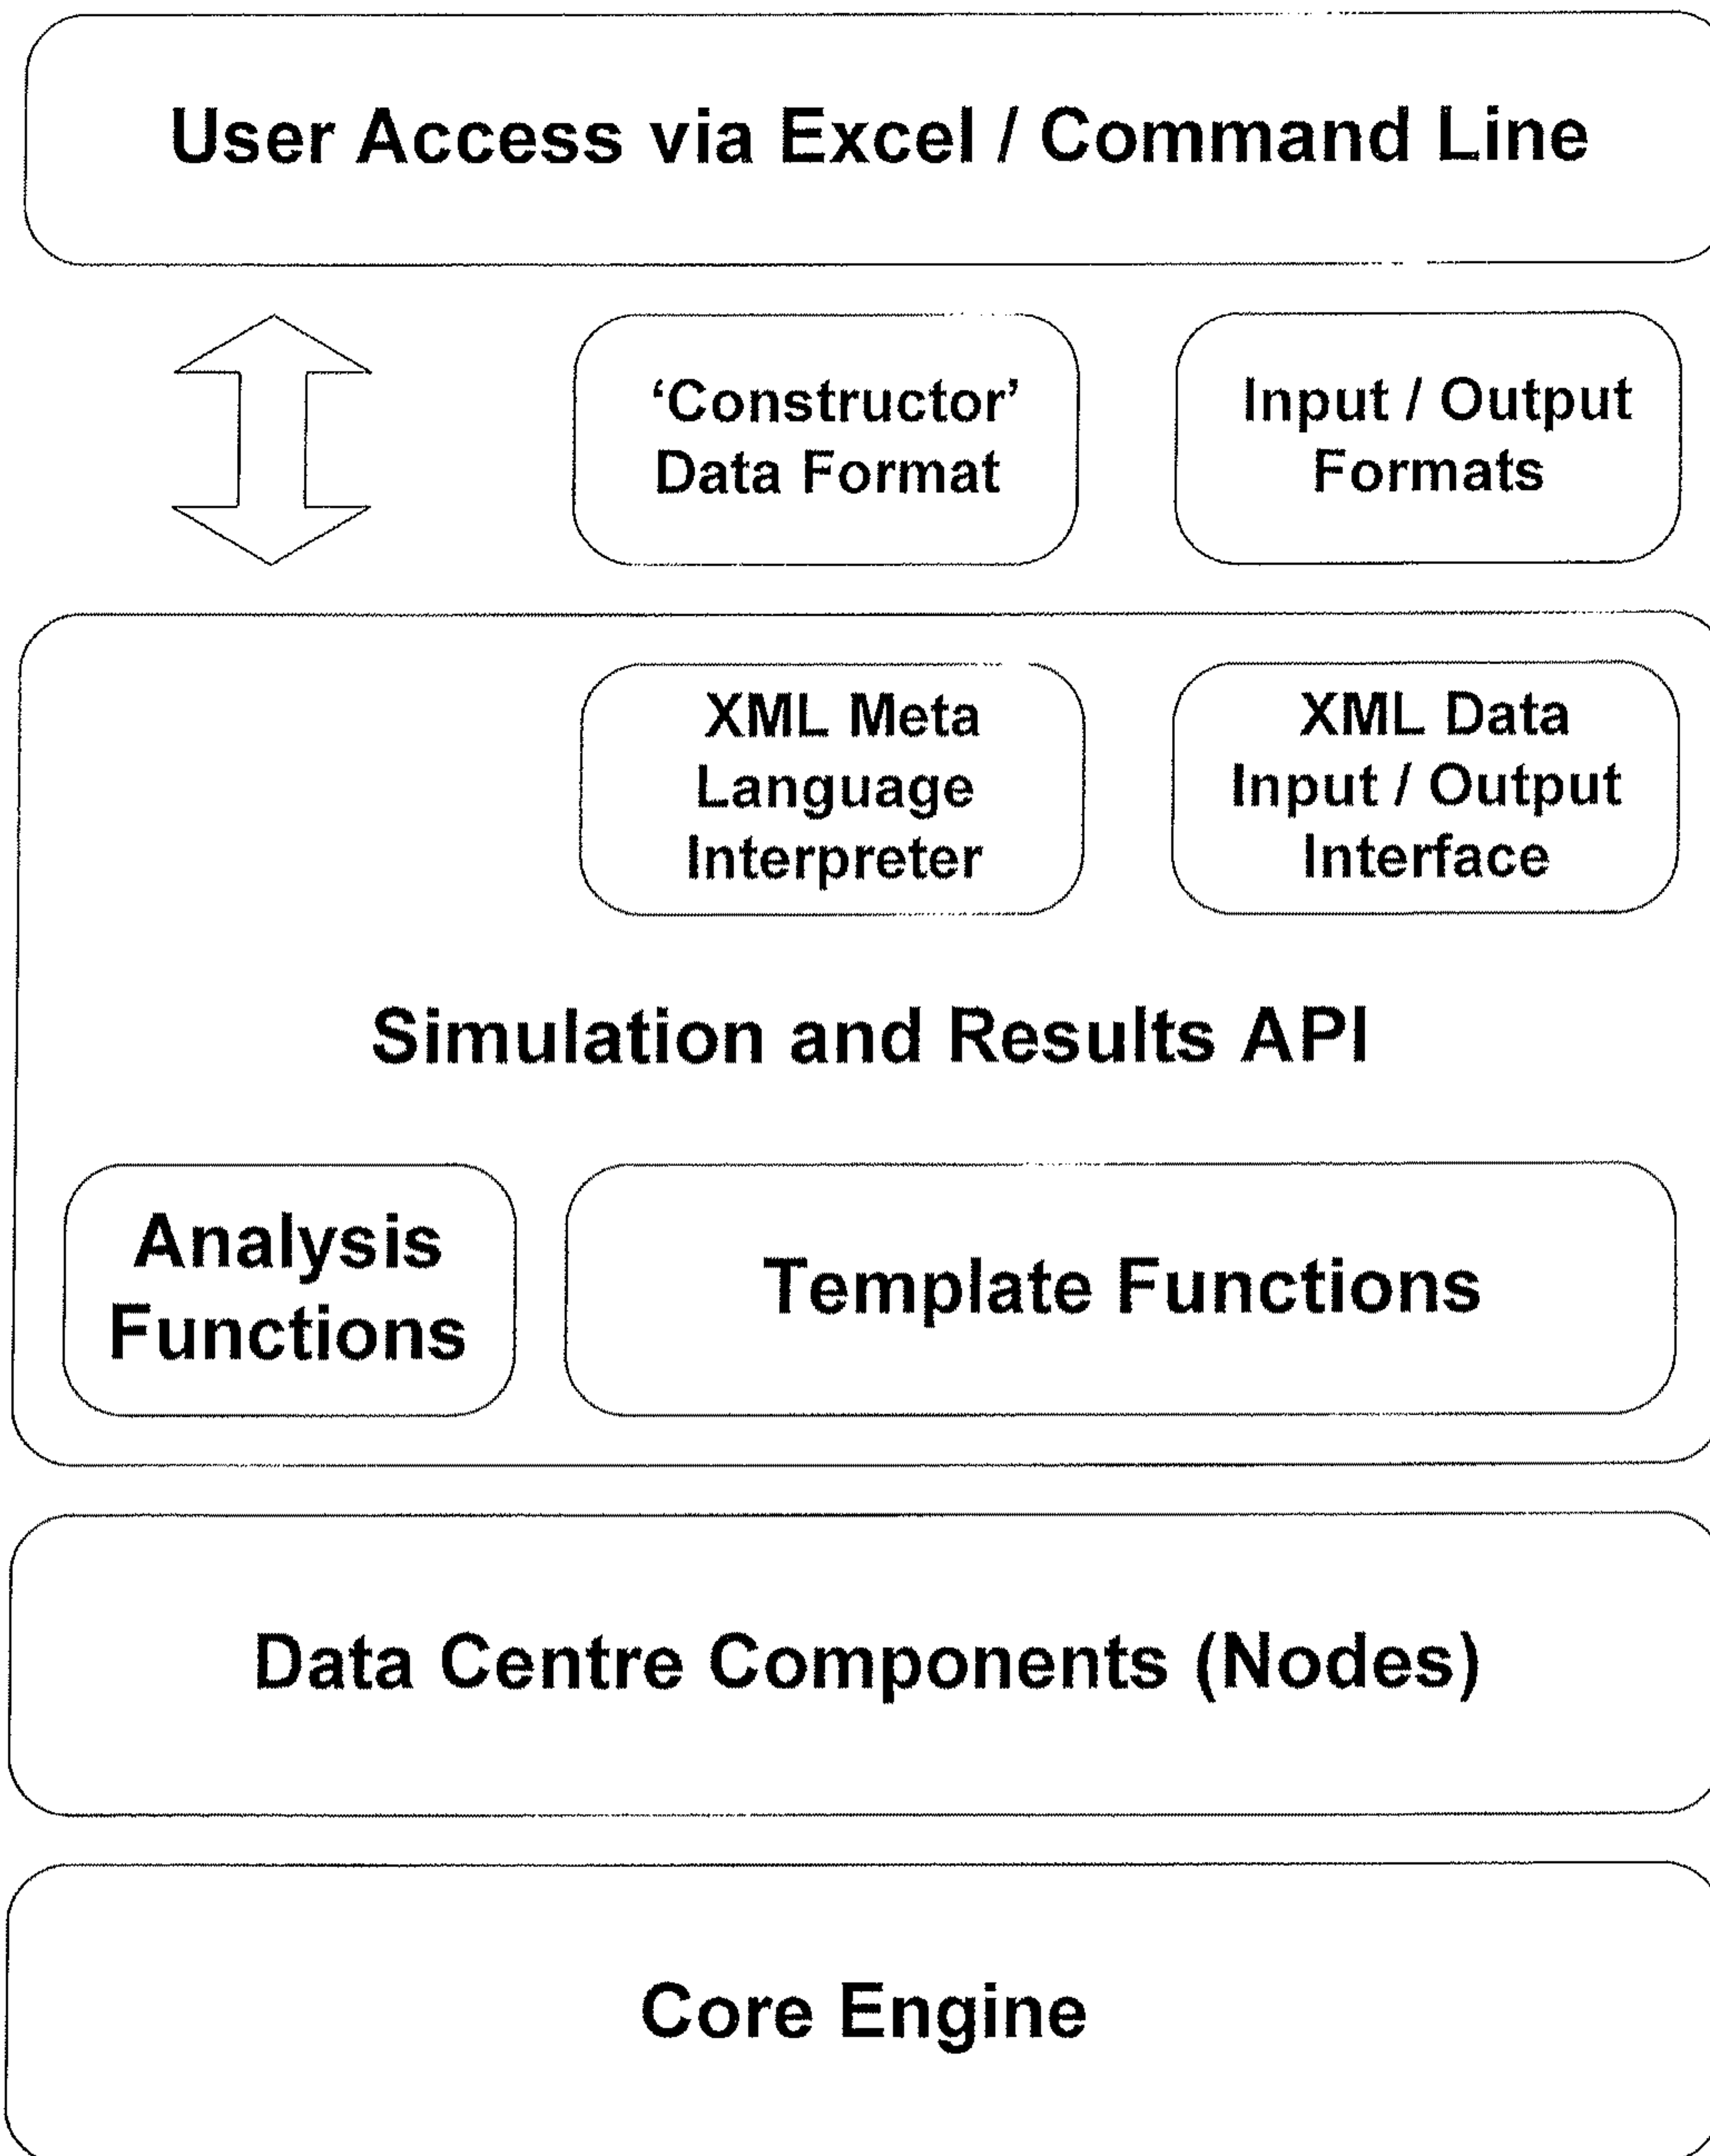 User Access via Excel / Command Line
‘Constructor’
Data Format
Input / Output
Formats
XML Meta
Language
Interpreter
XML Data
Input / Output
Interface
Simulation and Results API
Analysis
Functions
Template Functions
Data Centre Components (Nodes)
Core Engine